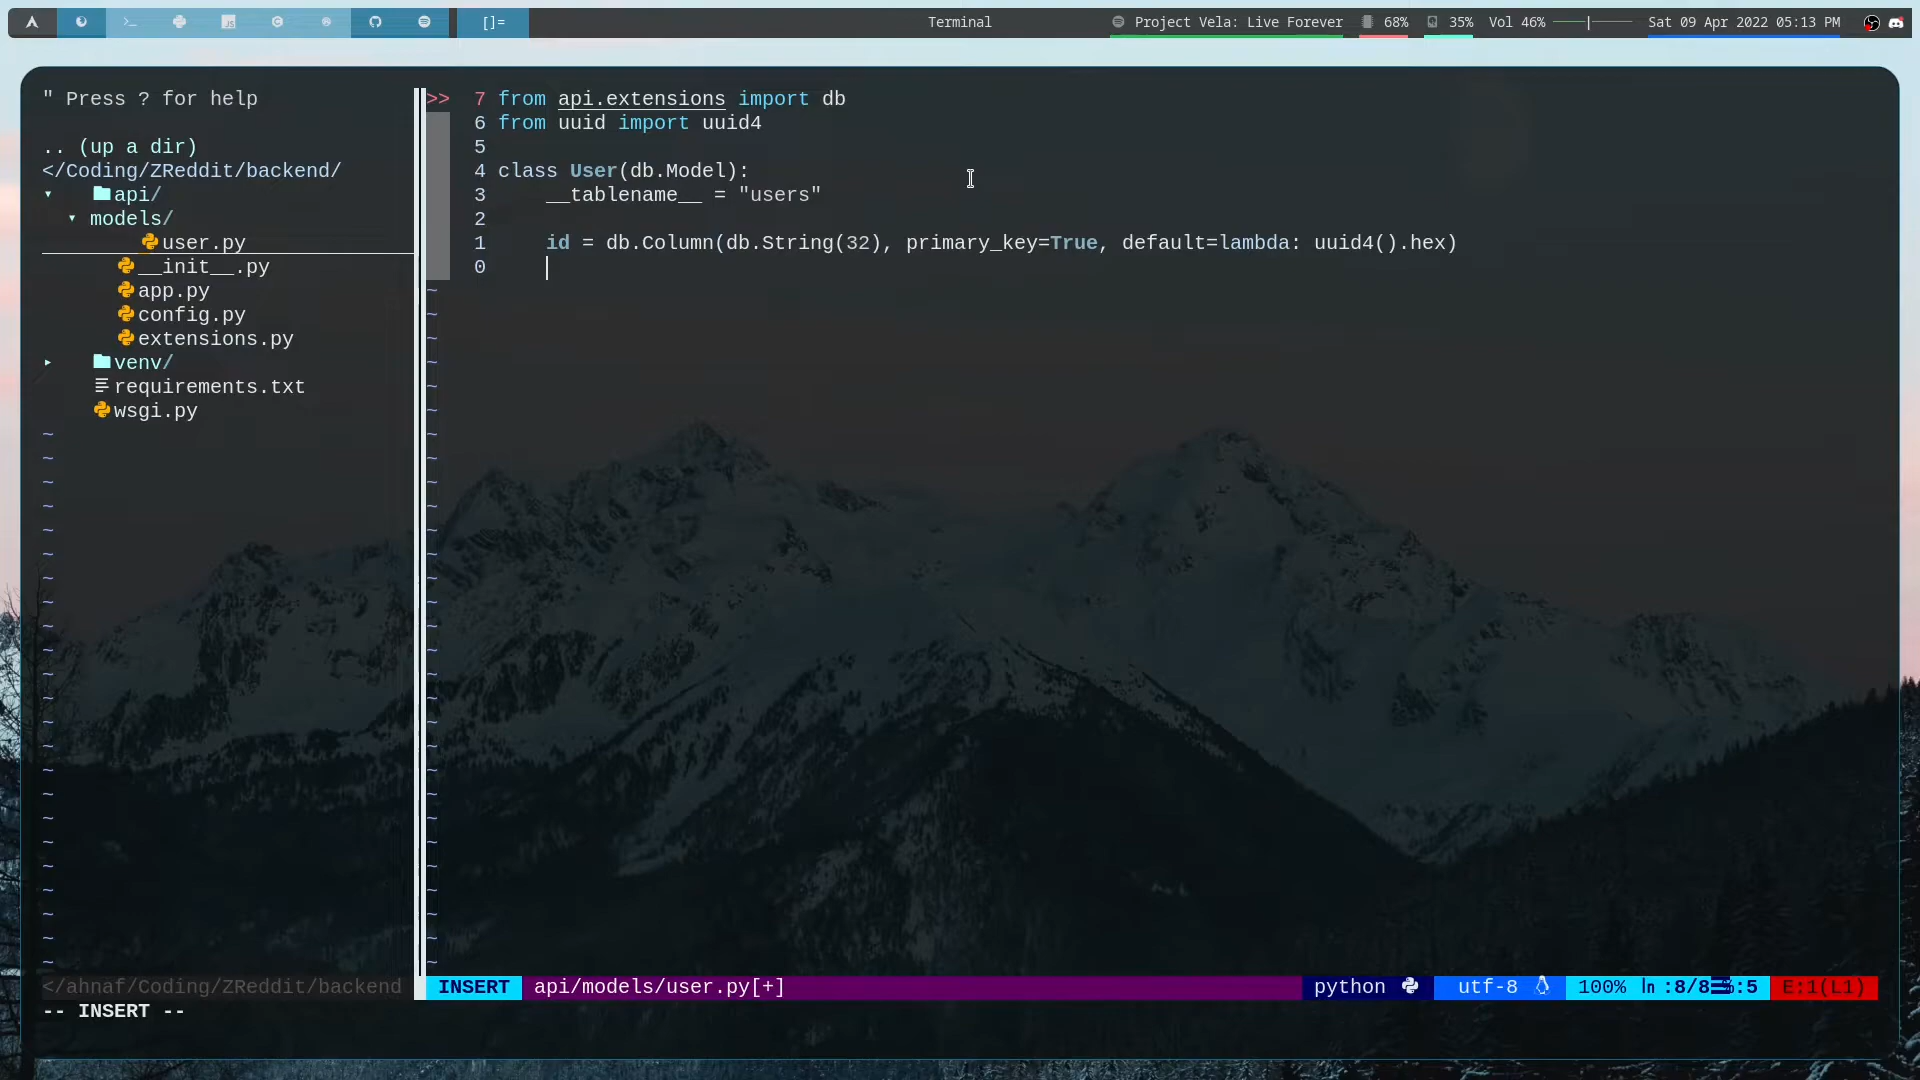 []=
Terminal
Project Vela: Live Forever
68%
35%
Vol 46%
Sat 09 Apr 2022 05:13 PM
" Press ? for help
.. (up a dir)
</Coding/ZReddit/backend/
▾ api/
▾ models/
user.py
__init__.py
app.py
config.py
extensions.py
▸ venv/
requirements.txt
wsgi.py
>> 7 from api.extensions import db
6 from uuid import uuid4
5
4 class User(db.Model):
3 __tablename__ = "users"
2
1 id = db.Column(db.String(32), primary_key=True, default=lambda: uuid4().hex)
0
</ahnaf/Coding/ZReddit/backend
INSERT api/models/user.py[+]
python
utf-8
100% ln :8/8☰%:5
E:1(L1)
-- INSERT --